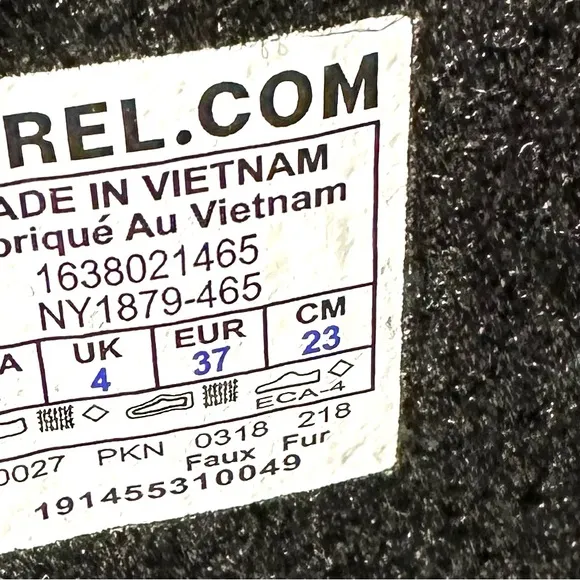 REL.COM
ADE IN VIETNAM
briqué Au Vietnam
1638021465
NY1879-465
A UK EUR CM
4 37 23
ECA-4
0027 PKN 0318 218
Faux Fur
191455310049